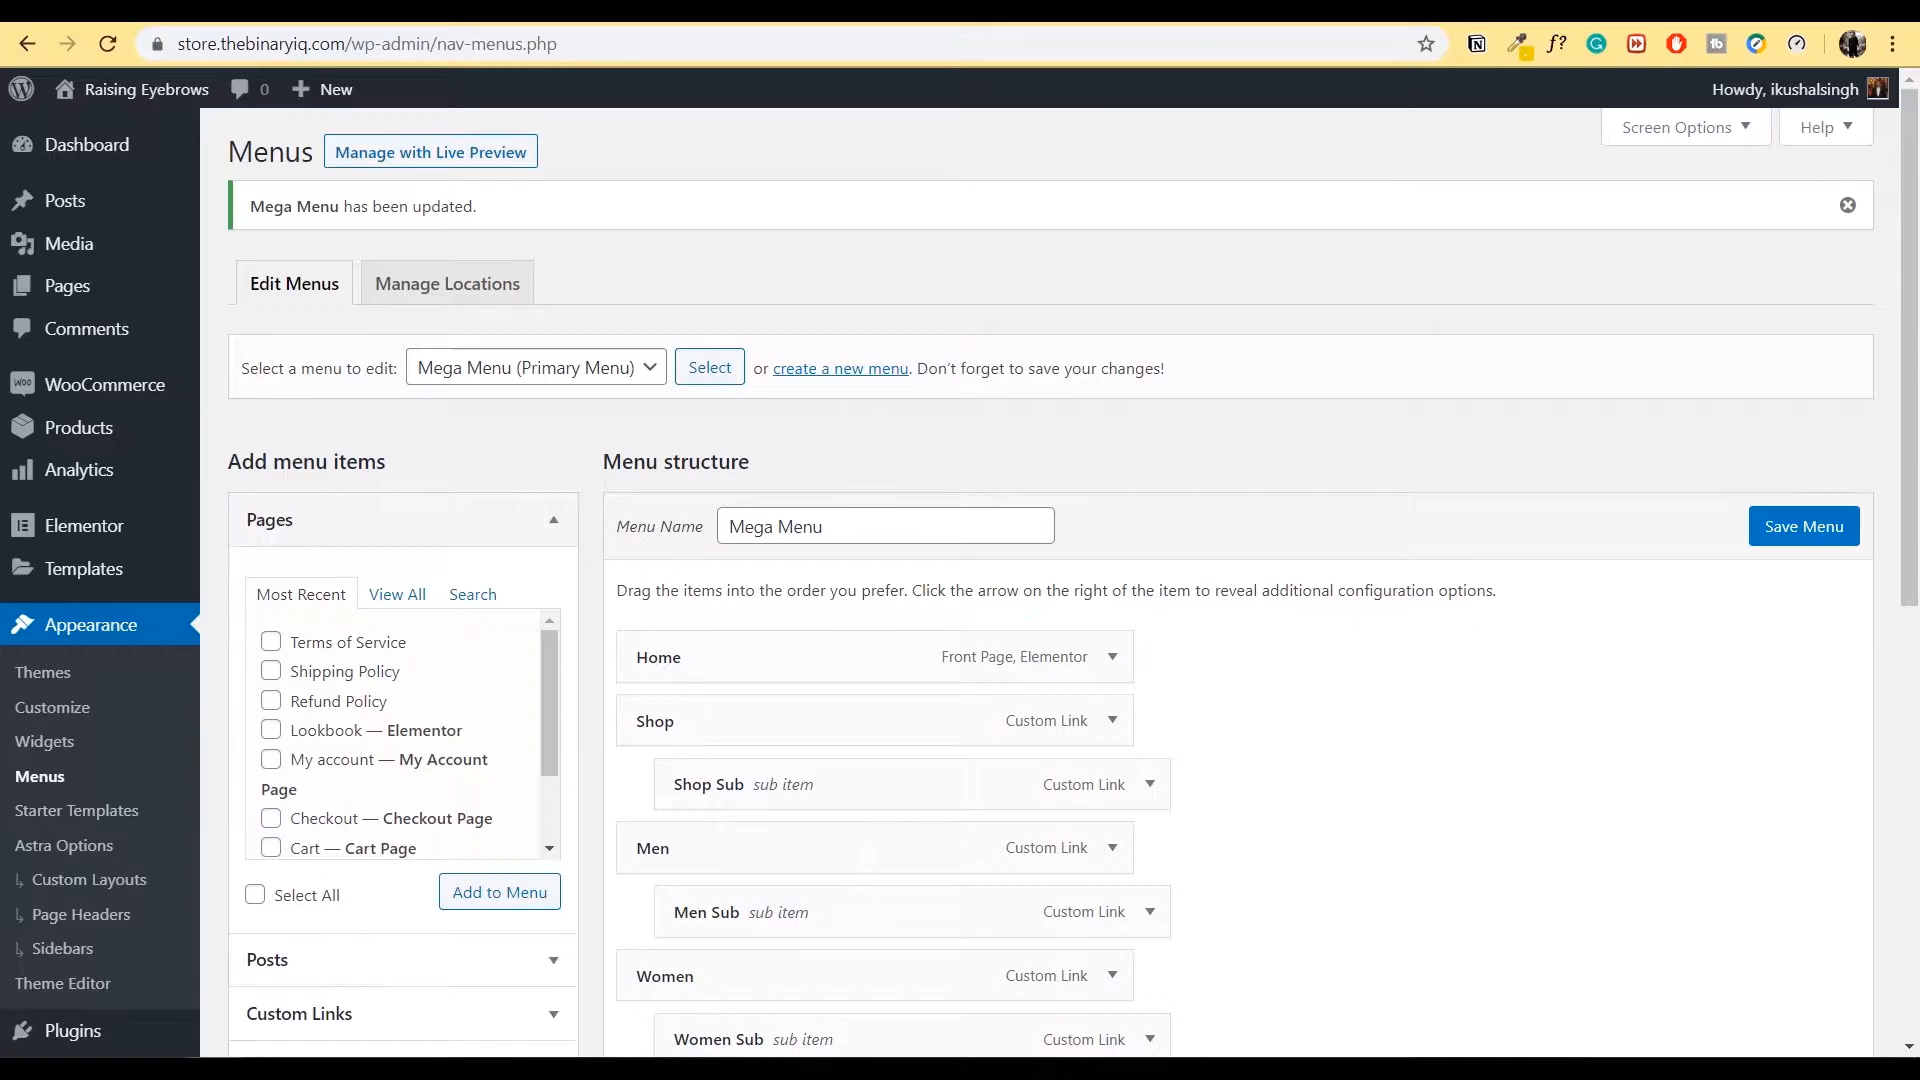 store.thebinaryiq.com/wp-admin/nav-menus.php
Raising Eyebrows 0 New
Howdy, ikushalsingh
Dashboard
Posts
Media
Pages
Comments
WooCommerce
Products
Analytics
Elementor
Templates
Appearance
Themes
Customize
Widgets
Menus
Starter Templates
Astra Options
Custom Layouts
Page Headers
Sidebars
Theme Editor
Plugins
Screen Options
Help
Menus
Manage with Live Preview
Mega Menu has been updated.
Edit Menus
Manage Locations
Select a menu to edit: Mega Menu (Primary Menu) Select or create a new menu. Don’t forget to save your changes!
Add menu items
Pages
Most Recent View All Search
Terms of Service
Shipping Policy
Refund Policy
Lookbook — Elementor
My account — My Account
Page
Checkout — Checkout Page
Cart — Cart Page
Select All
Add to Menu
Posts
Custom Links
Menu structure
Menu Name Mega Menu
Save Menu
Drag the items into the order you prefer. Click the arrow on the right of the item to reveal additional configuration options.
Home Front Page, Elementor
Shop Custom Link
Shop Sub sub item Custom Link
Men Custom Link
Men Sub sub item Custom Link
Women Custom Link
Women Sub sub item Custom Link